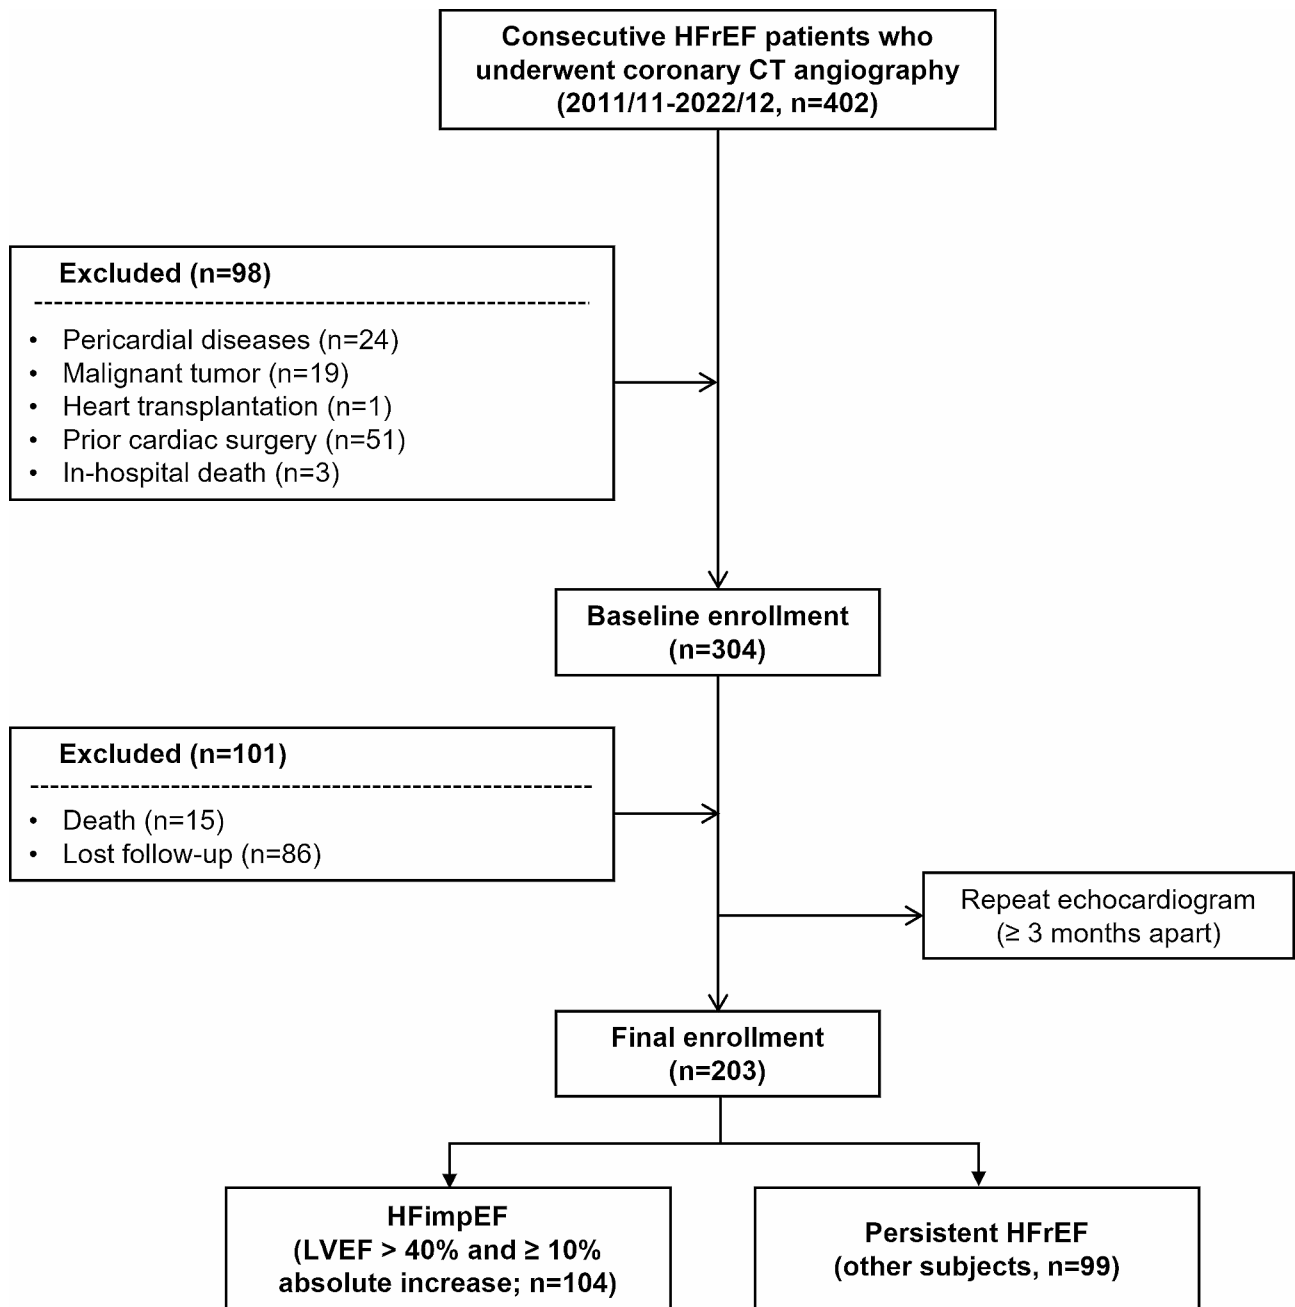 Consecutive HFrEF patients who
underwent coronary CT angiography
(2011/11-2022/12, n=402)
Excluded (n=98)
• Pericardial diseases (n=24)
• Malignant tumor (n=19)
• Heart transplantation (n=1)
• Prior cardiac surgery (n=51)
• In-hospital death (n=3)
Baseline enrollment
(n=304)
Excluded (n=101)
• Death (n=15)
• Lost follow-up (n=86)
Repeat echocardiogram
(≥ 3 months apart)
Final enrollment
(n=203)
HFimpEF
(LVEF > 40% and ≥ 10%
absolute increase; n=104)
Persistent HFrEF
(other subjects, n=99)